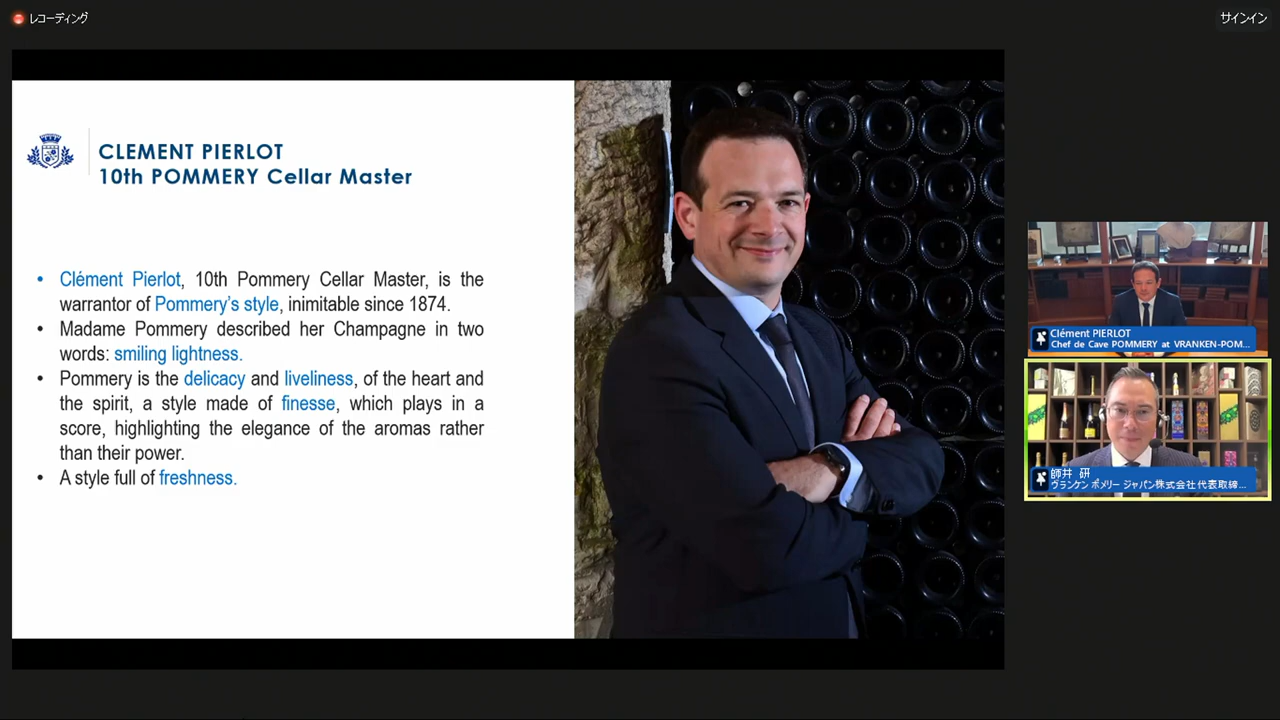 レコーディング
サインイン
CLEMENT PIERLOT
10th POMMERY Cellar Master
• Clément Pierlot, 10th Pommery Cellar Master, is the
warrantor of Pommery's style, inimitable since 1874.
• Madame Pommery described her Champagne in two
words: smiling lightness.
• Pommery is the delicacy and liveliness, of the heart and
the spirit, a style made of finesse, which plays in a
score, highlighting the elegance of the aromas rather
than their power.
• A style full of freshness.
Clément PIERLOT
Chef de Cave POMMERY at VRANKEN-POM...
師井 研
ヴランケン ポメリー ジャパン株式会社 代表取締...